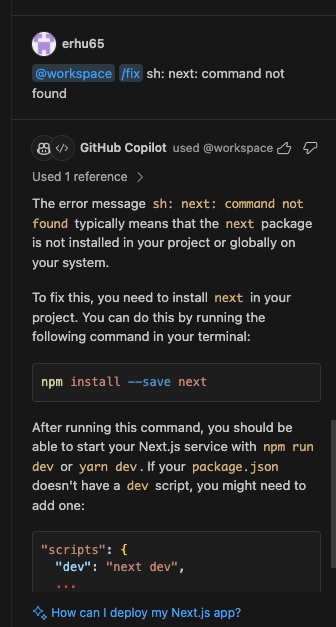 erhu65
@workspace /fix sh: next: command not
found
GitHub Copilot used @workspace
Used 1 reference
The error message sh: next: command not
found typically means that the next package
is not installed in your project or globally on
your system.
To fix this, you need to install next in your
project. You can do this by running the
following command in your terminal:
npm install --save next
After running this command, you should be
able to start your Next.js service with npm run
dev or yarn dev. If your package.json
doesn't have a dev script, you might need to
add one:
"scripts": {
"dev": "next dev",
...
How can I deploy my Next.js app?